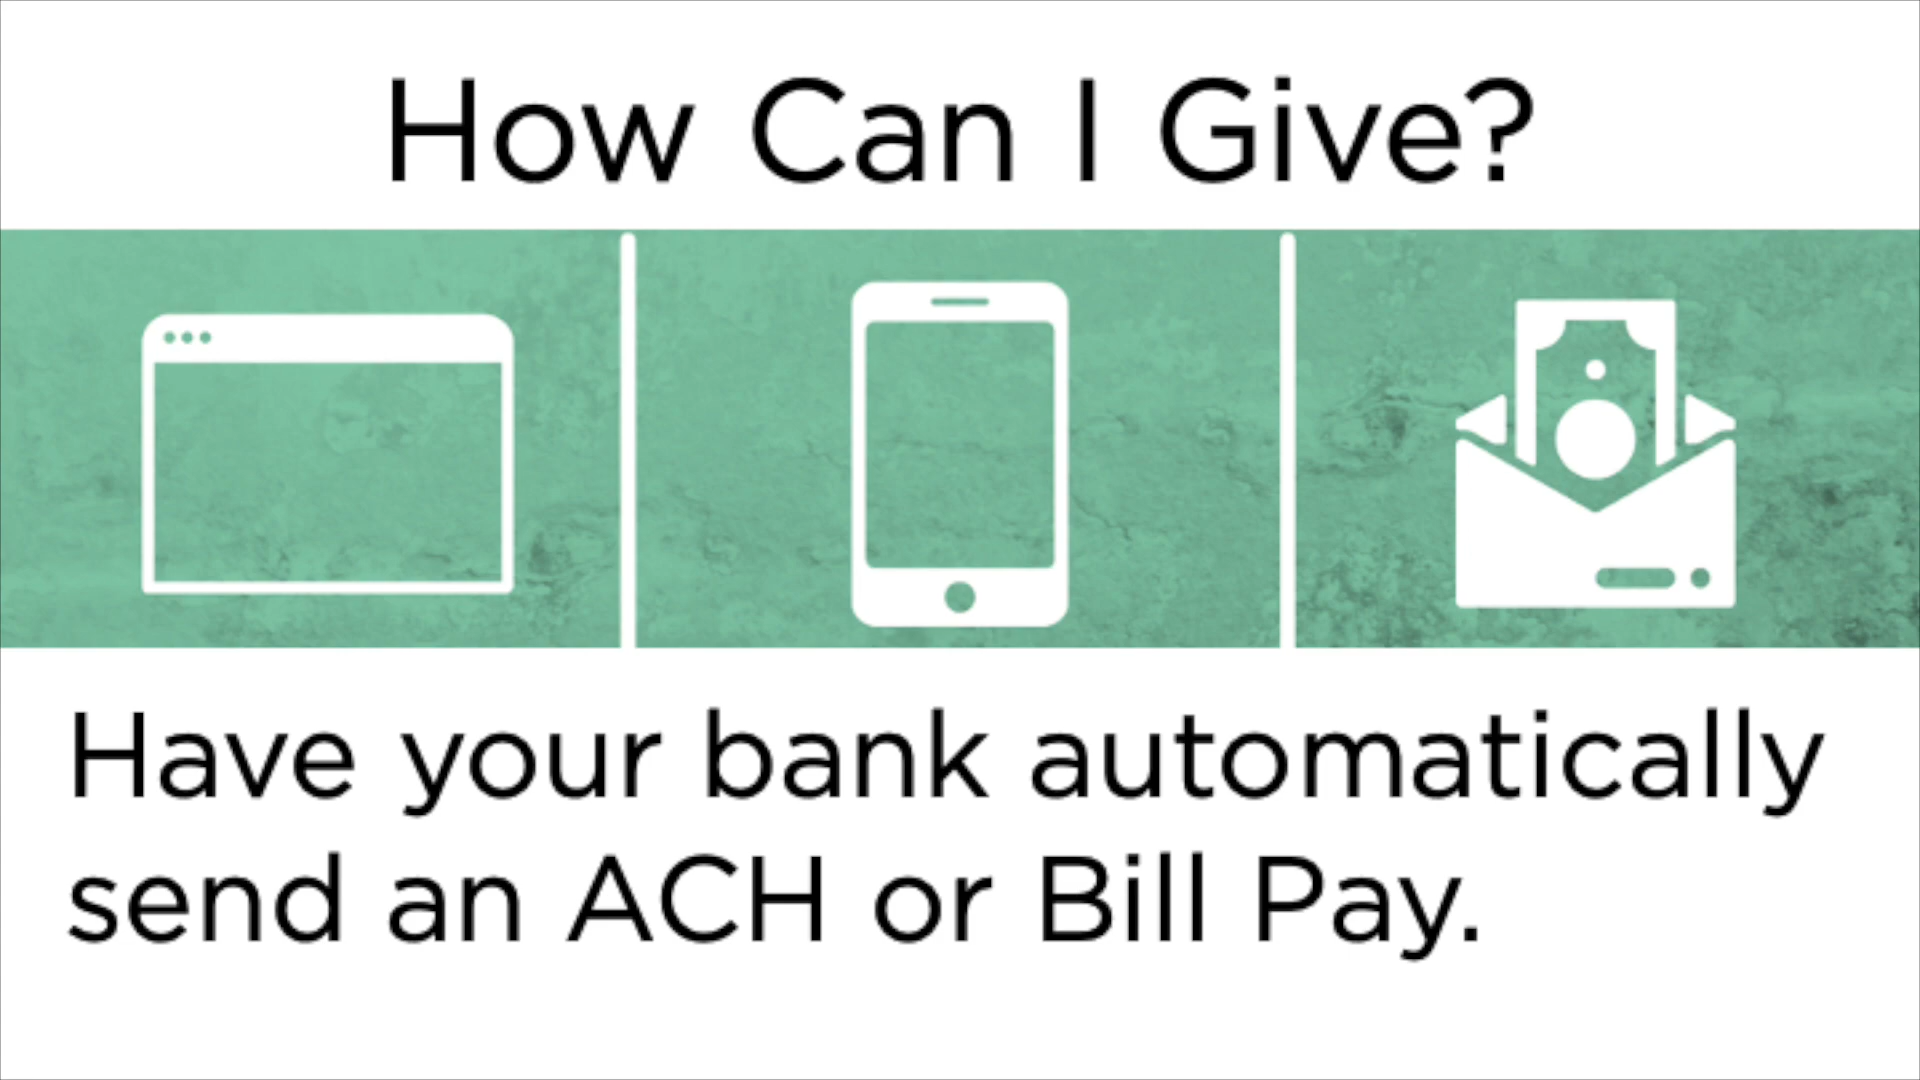 How Can I Give?
Have your bank automatically
send an ACH or Bill Pay.